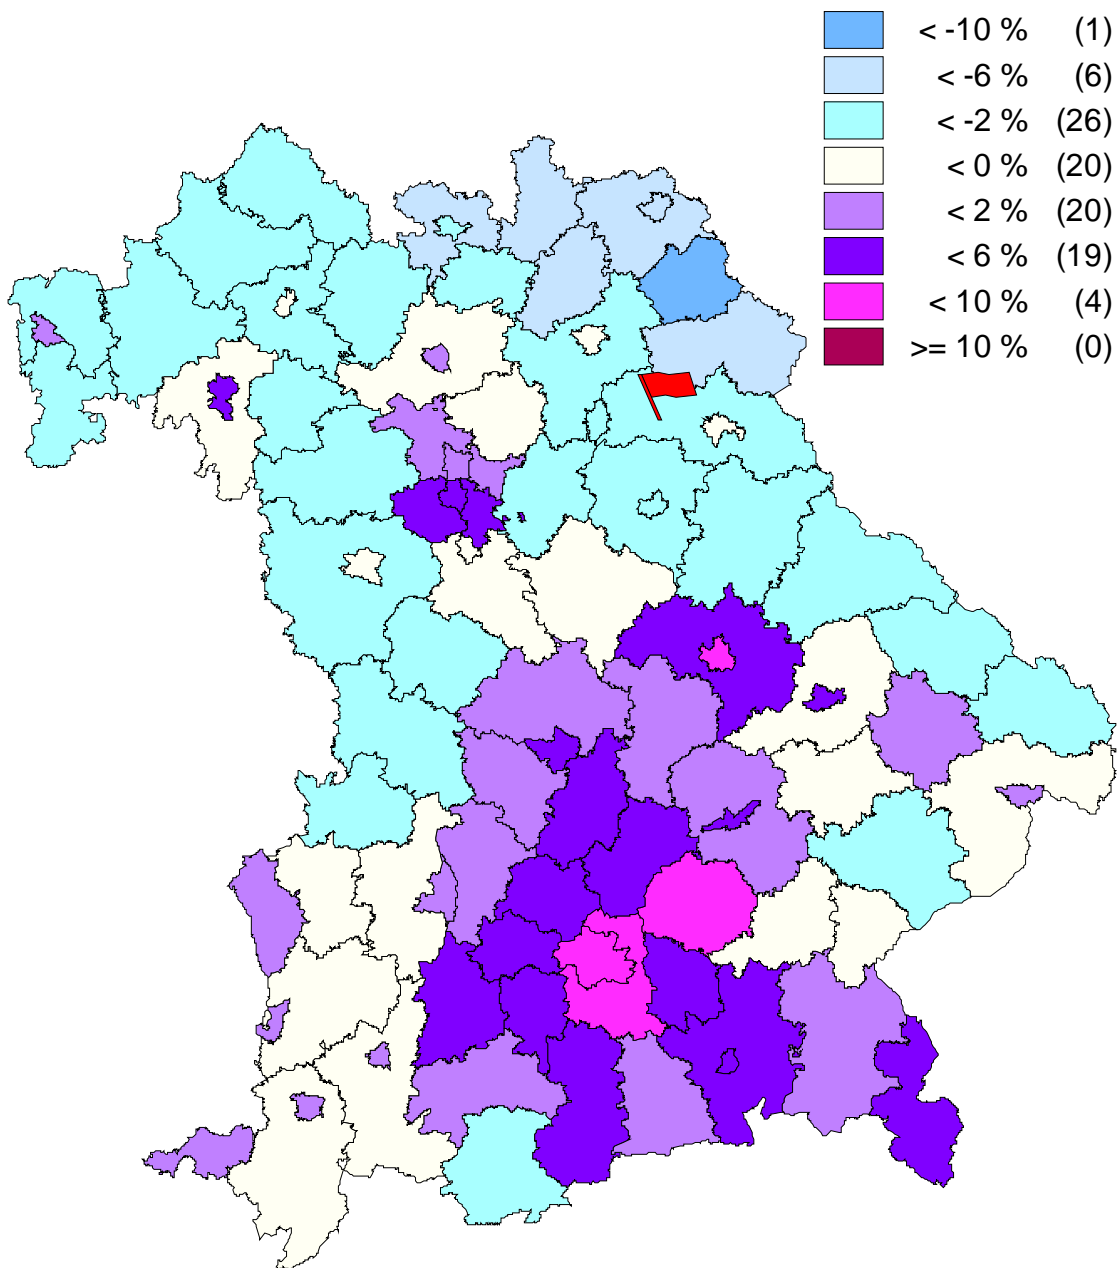 < -10 % (1)
< -6 % (6)
< -2 % (26)
< 0 % (20)
< 2 % (20)
< 6 % (19)
< 10 % (4)
>= 10 % (0)